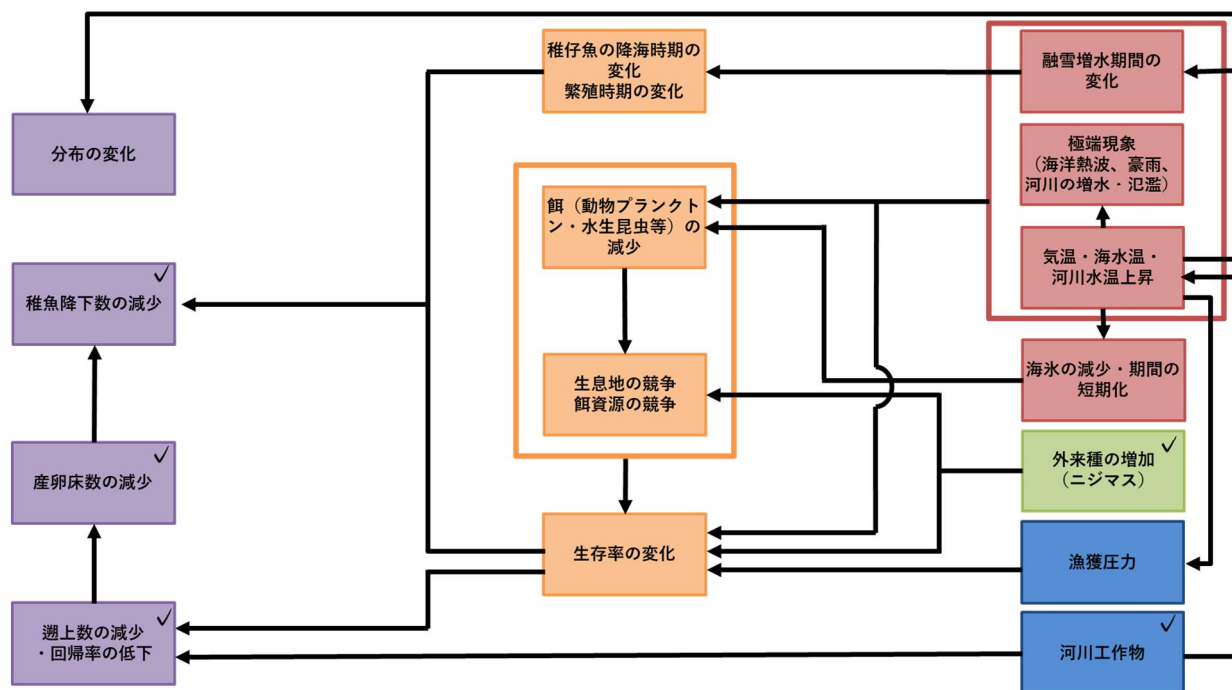 稚仔魚の降海時期の
変化
繁殖時期の変化
融雪増水期間の
変化
分布の変化
極端現象
（海洋熱波、豪雨、
河川の増水・氾濫）
餌（動物プランクト
ン・水生昆虫等）の
減少
気温・海水温・
河川水温上昇
稚魚降下数の減少
生息地の競争
餌資源の競争
海氷の減少・期間の
短期化
産卵床数の減少
外来種の増加
（ニジマス）
生存率の変化
漁獲圧力
遡上数の減少
・回帰率の低下
河川工作物